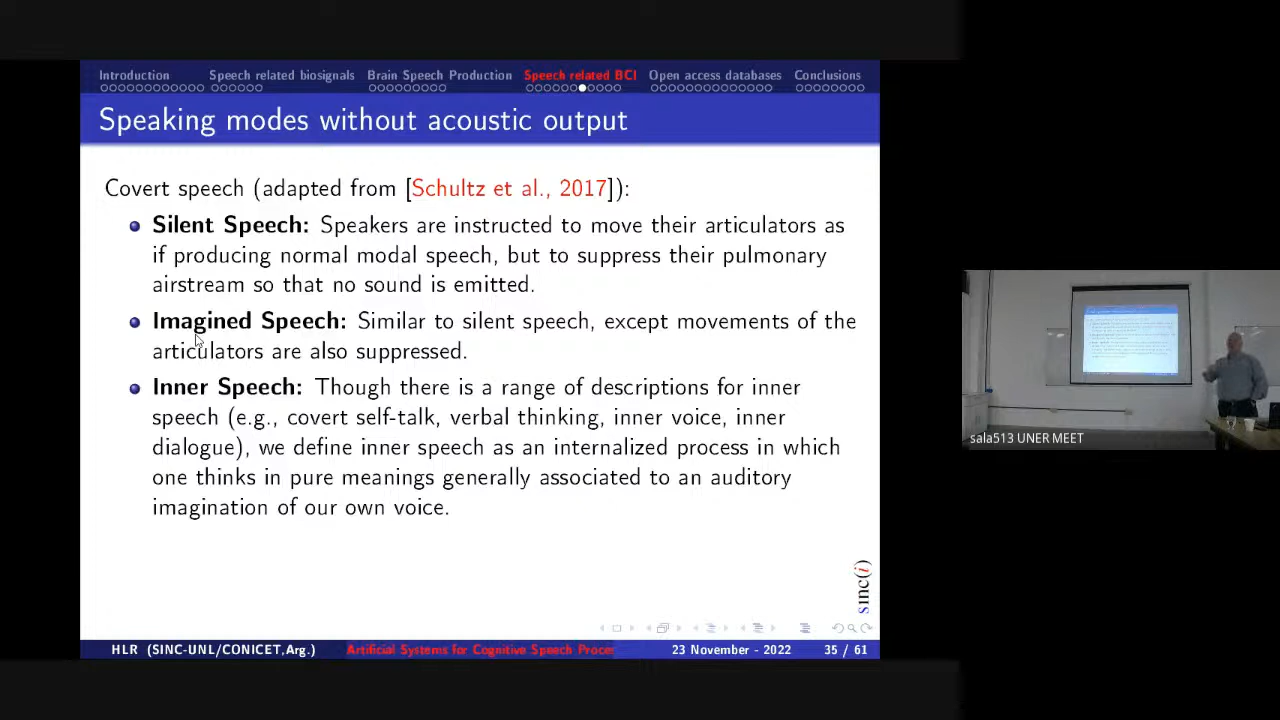 Introduction Speech related biosignals Brain Speech Production Speech related BCI Open access databases Conclusions
Speaking modes without acoustic output
Covert speech (adapted from [Schultz et al., 2017]):
Silent Speech: Speakers are instructed to move their articulators as
if producing normal modal speech, but to suppress their pulmonary
airstream so that no sound is emitted.
Imagined Speech: Similar to silent speech, except movements of the
articulators are also suppressed.
Inner Speech: Though there is a range of descriptions for inner
speech (e.g., covert self-talk, verbal thinking, inner voice, inner
dialogue), we define inner speech as an internalized process in which
one thinks in pure meanings generally associated to an auditory
imagination of our own voice.
sinc(i)
HLR (SINC-UNL/CONICET,Arg.) Artificial Systems for Cognitive Speech Proces 23 November - 2022 35 / 61
sala513 UNER MEET